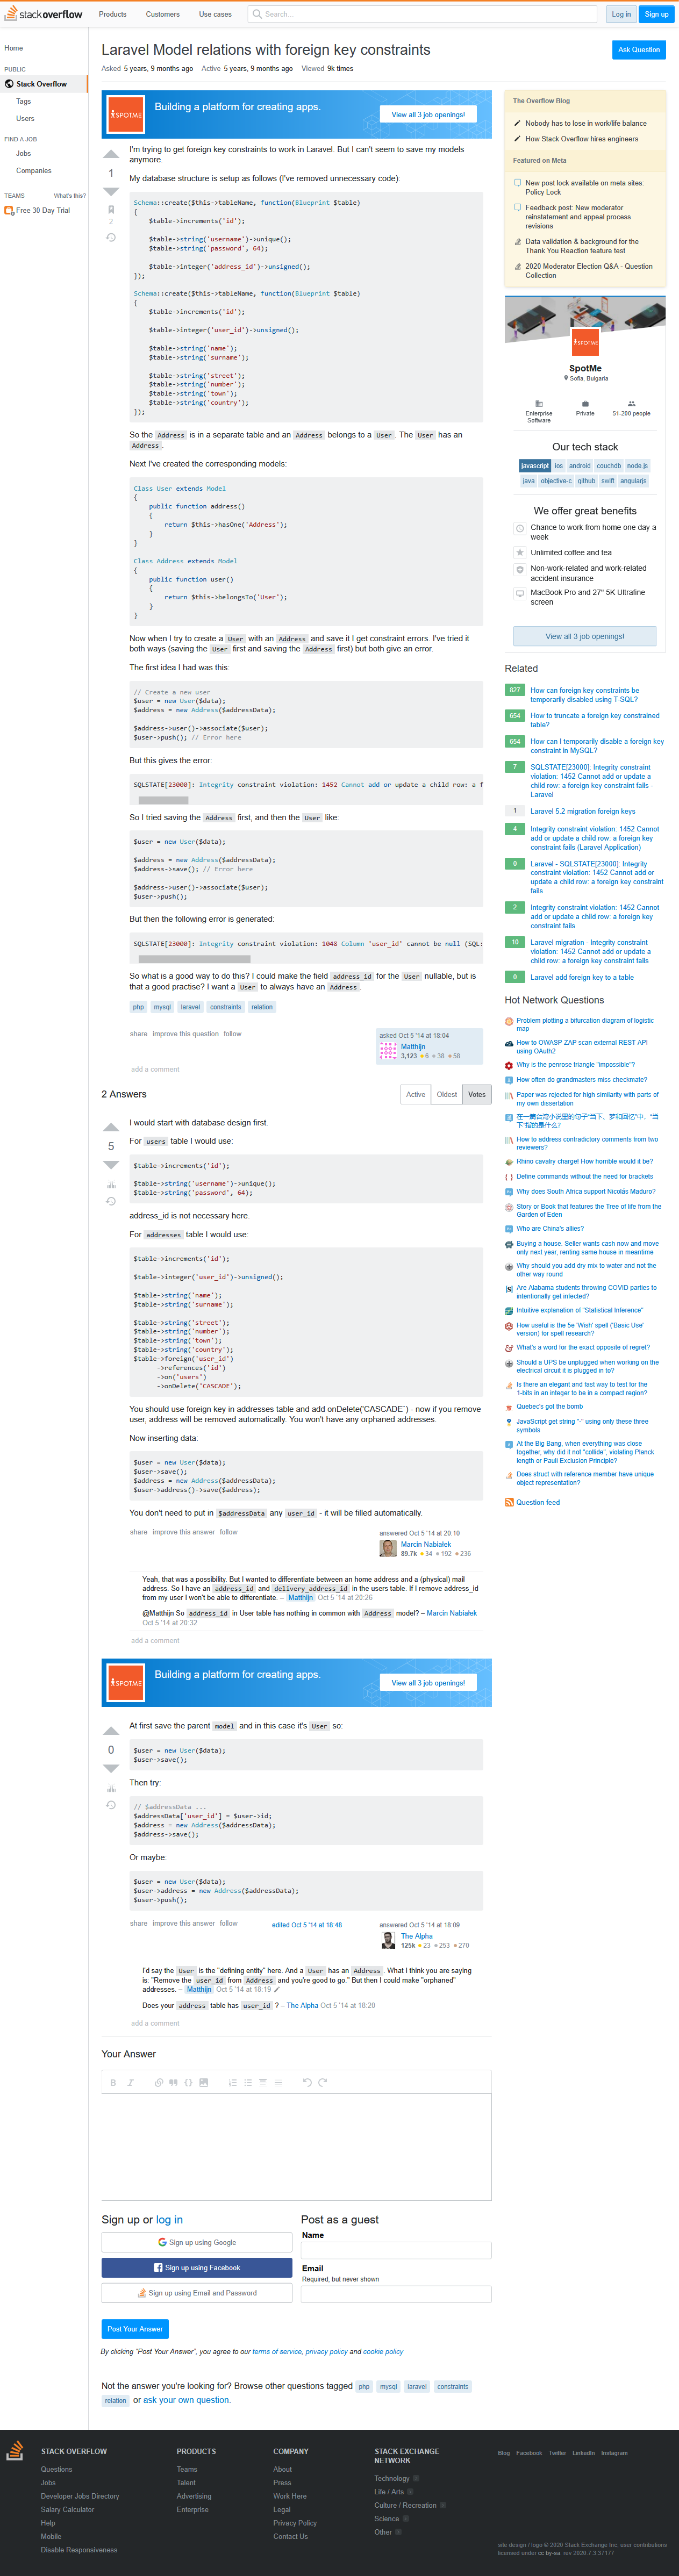 stack overflow
Products
Customers
Use cases
Search...
Log in
Sign up
Home
PUBLIC
Stack Overflow
Tags
Users
FIND A JOB
Jobs
Companies
TEAMS
What's this?
Free 30 Day Trial
Laravel Model relations with foreign key constraints
Ask Question
Asked 5 years, 9 months ago Active 5 years, 9 months ago Viewed 9k times
SPOTME
Building a platform for creating apps.
View all 3 job openings!
1
2
I'm trying to get foreign key constraints to work in Laravel. But I can't seem to save my models
anymore.
My database structure is setup as follows (I've removed unnecessary code):
Schema::create($this->tableName, function(Blueprint $table)
{
$table->increments('id');
$table->string('username')->unique();
$table->string('password', 64);
$table->integer('address_id')->unsigned();
});
Schema::create($this->tableName, function(Blueprint $table)
{
$table->increments('id');
$table->integer('user_id')->unsigned();
$table->string('name');
$table->string('surname');
$table->string('street');
$table->string('number');
$table->string('town');
$table->string('country');
});
So the Address is in a separate table and an Address belongs to a User. The User has an
Address.
Next I've created the corresponding models:
Class User extends Model
{
public function address()
{
return $this->hasOne('Address');
}
}
Class Address extends Model
{
public function user()
{
return $this->belongsTo('User');
}
}
Now when I try to create a User with an Address and save it I get constraint errors. I've tried it
both ways (saving the User first and saving the Address first) but both give an error.
The first idea I had was this:
// Create a new user
$user = new User($data);
$address = new Address($addressData);
$address->user()->associate($user);
$user->push(); // Error here
But this gives the error:
SQLSTATE[23000]: Integrity constraint violation: 1452 Cannot add or update a child row: a f
So I tried saving the Address first, and then the User like:
$user = new User($data);
$address = new Address($addressData);
$address->save(); // Error here
$address->user()->associate($user);
$user->push();
But then the following error is generated:
SQLSTATE[23000]: Integrity constraint violation: 1048 Column 'user_id' cannot be null (SQL:
So what is a good way to do this? I could make the field address_id for the User nullable, but is
that a good practise? I want a User to always have an Address.
php mysql laravel constraints relation
share improve this question follow
asked Oct 5 '14 at 18:04
Matthijn
3,123 6 38 58
add a comment
2 Answers
Active Oldest Votes
5
I would start with database design first.
For users table I would use:
$table->increments('id');
$table->string('username')->unique();
$table->string('password', 64);
address_id is not necessary here.
For addresses table I would use:
$table->increments('id');
$table->integer('user_id')->unsigned();
$table->string('name');
$table->string('surname');
$table->string('street');
$table->string('number');
$table->string('town');
$table->string('country');
$table->foreign('user_id')
->references('id')
->on('users')
->onDelete('CASCADE');
You should use foreign key in addresses table and add onDelete('CASCADE`) - now if you remove
user, address will be removed automatically. You won't have any orphaned addresses.
Now inserting data:
$user = new User($data);
$user->save();
$address = new Address($addressData);
$user->address()->save($address);
You don't need to put in $addressData any user_id - it will be filled automatically.
share improve this answer follow
answered Oct 5 '14 at 20:10
Marcin Nabiałek
89.7k 34 192 236
Yeah, that was a possibility. But I wanted to differentiate between an home address and a (physical) mail
address. So I have an address_id and delivery_address_id in the users table. If I remove address_id
from my user I won't be able to differentiate. – Matthijn Oct 5 '14 at 20:26
@Matthijn So address_id in User table has nothing in common with Address model? – Marcin Nabiałek
Oct 5 '14 at 20:32
add a comment
SPOTME
Building a platform for creating apps.
View all 3 job openings!
0
At first save the parent model and in this case it's User so:
$user = new User($data);
$user->save();
Then try:
// $addressData ...
$addressData['user_id'] = $user->id;
$address = new Address($addressData);
$address->save();
Or maybe:
$user = new User($data);
$user->address = new Address($addressData);
$user->push();
share improve this answer follow
edited Oct 5 '14 at 18:48
answered Oct 5 '14 at 18:09
The Alpha
125k 23 253 270
I'd say the User is the "defining entity" here. And a User has an Address. What I think you are saying
is: "Remove the user_id from Address and you're good to go." But then I could make "orphaned"
addresses. – Matthijn Oct 5 '14 at 18:19
Does your address table has user_id ? – The Alpha Oct 5 '14 at 18:20
add a comment
Your Answer
Sign up or log in
Sign up using Google
Sign up using Facebook
Sign up using Email and Password
Post as a guest
Name
Email
Required, but never shown
Post Your Answer
By clicking "Post Your Answer", you agree to our terms of service, privacy policy and cookie policy
Not the answer you're looking for? Browse other questions tagged php mysql laravel constraints
relation or ask your own question.
The Overflow Blog
Nobody has to lose in work/life balance
How Stack Overflow hires engineers
Featured on Meta
New post lock available on meta sites:
Policy Lock
Feedback post: New moderator
reinstatement and appeal process
revisions
Data validation & background for the
Thank You Reaction feature test
2020 Moderator Election Q&A - Question
Collection
SPOTME
SpotMe
Sofia, Bulgaria
Enterprise
Software
Private
51-200 people
Our tech stack
javascript ios android couchdb node.js
java objective-c github swift angularjs
We offer great benefits
Chance to work from home one day a
week
Unlimited coffee and tea
Non-work-related and work-related
accident insurance
MacBook Pro and 27" 5K Ultrafine
screen
View all 3 job openings!
Related
827 How can foreign key constraints be
temporarily disabled using T-SQL?
654 How to truncate a foreign key constrained
table?
654 How can I temporarily disable a foreign key
constraint in MySQL?
7 SQLSTATE[23000]: Integrity constraint
violation: 1452 Cannot add or update a
child row: a foreign key constraint fails -
Laravel
1 Laravel 5.2 migration foreign keys
4 Integrity constraint violation: 1452 Cannot
add or update a child row: a foreign key
constraint fails (Laravel Application)
0 Laravel - SQLSTATE[23000]: Integrity
constraint violation: 1452 Cannot add or
update a child row: a foreign key constraint
fails
2 Integrity constraint violation: 1452 Cannot
add or update a child row: a foreign key
constraint fails
10 Laravel migration - Integrity constraint
violation: 1452 Cannot add or update a
child row: a foreign key constraint fails
0 Laravel add foreign key to a table
Hot Network Questions
Problem plotting a bifurcation diagram of logistic
map
How to OWASP ZAP scan external REST API
using OAuth2
Why is the penrose triangle "impossible"?
How often do grandmasters miss checkmate?
Paper was rejected for high similarity with parts of
my own dissertation
在一篇台湾小说里的句子“当下、梦和回忆”中，“当
下”指的是什么?
How to address contradictory comments from two
reviewers?
Rhino cavalry charge! How horrible would it be?
Define commands without the need for brackets
Why does South Africa support Nicolás Maduro?
Story or Book that features the Tree of life from the
Garden of Eden
Who are China's allies?
Buying a house. Seller wants cash now and move
only next year, renting same house in meantime
Why should you add dry mix to water and not the
other way round
Are Alabama students throwing COVID parties to
intentionally get infected?
Intuitive explanation of "Statistical Inference"
How useful is the 5e 'Wish' spell ('Basic Use'
version) for spell research?
What's a word for the exact opposite of regret?
Should a UPS be unplugged when working on the
electrical circuit it is plugged in to?
Is there an elegant and fast way to test for the
1-bits in an integer to be in a compact region?
Quebec's got the bomb
JavaScript get string "-" using only these three
symbols
At the Big Bang, when everything was close
together, why did it not "collide", violating Planck
length or Pauli Exclusion Principle?
Does struct with reference member have unique
object representation?
Question feed
STACK OVERFLOW
Questions
Jobs
Developer Jobs Directory
Salary Calculator
Help
Mobile
Disable Responsiveness
PRODUCTS
Teams
Talent
Advertising
Enterprise
COMPANY
About
Press
Work Here
Legal
Privacy Policy
Contact Us
STACK EXCHANGE
NETWORK
Technology
Life / Arts
Culture / Recreation
Science
Other
Blog Facebook Twitter LinkedIn Instagram
site design / logo © 2020 Stack Exchange Inc; user contributions
licensed under cc by-sa. rev 2020.7.3.37177